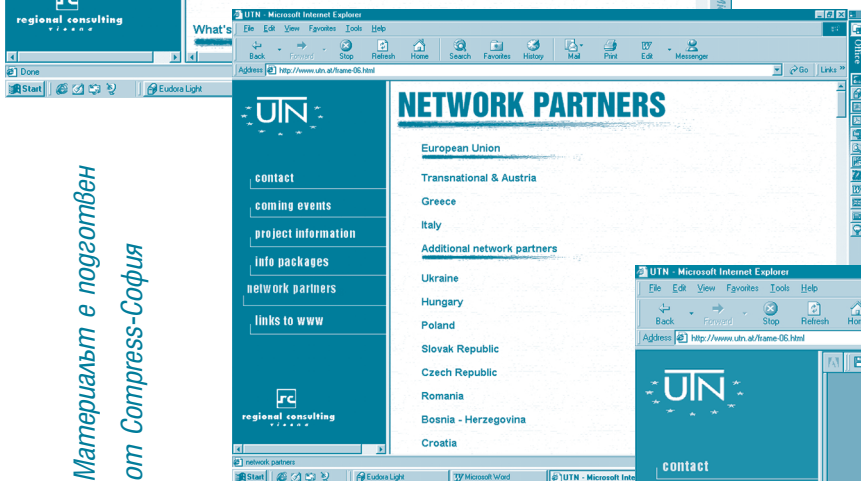 regional consulting
vienna
What's
Done
Start
Eudora Light
Материалът е подготвен
от Compress-София
UTN - Microsoft Internet Explorer
File Edit View Favorites Tools Help
Back Forward Stop Refresh Home Search Favorites History Mail Print Edit Messenger
Address http://www.utn.at/frame-06.html Go Links »
Office
UTN
contact
coming events
project information
info packages
network partners
links to www
rc
regional consulting
vienna
NETWORK PARTNERS
European Union
Transnational & Austria
Greece
Italy
Additional network partners
Ukraine
Hungary
Poland
Slovak Republic
Czech Republic
Romania
Bosnia - Herzegovina
Croatia
network partners
Start Eudora Light Microsoft Word UTN - Microsoft Inte
UTN - Microsoft Internet Explorer
File Edit View Favorites Tools Help
Back Forward Stop Refresh Hor
Address http://www.utn.at/frame-06.html
UTN
contact